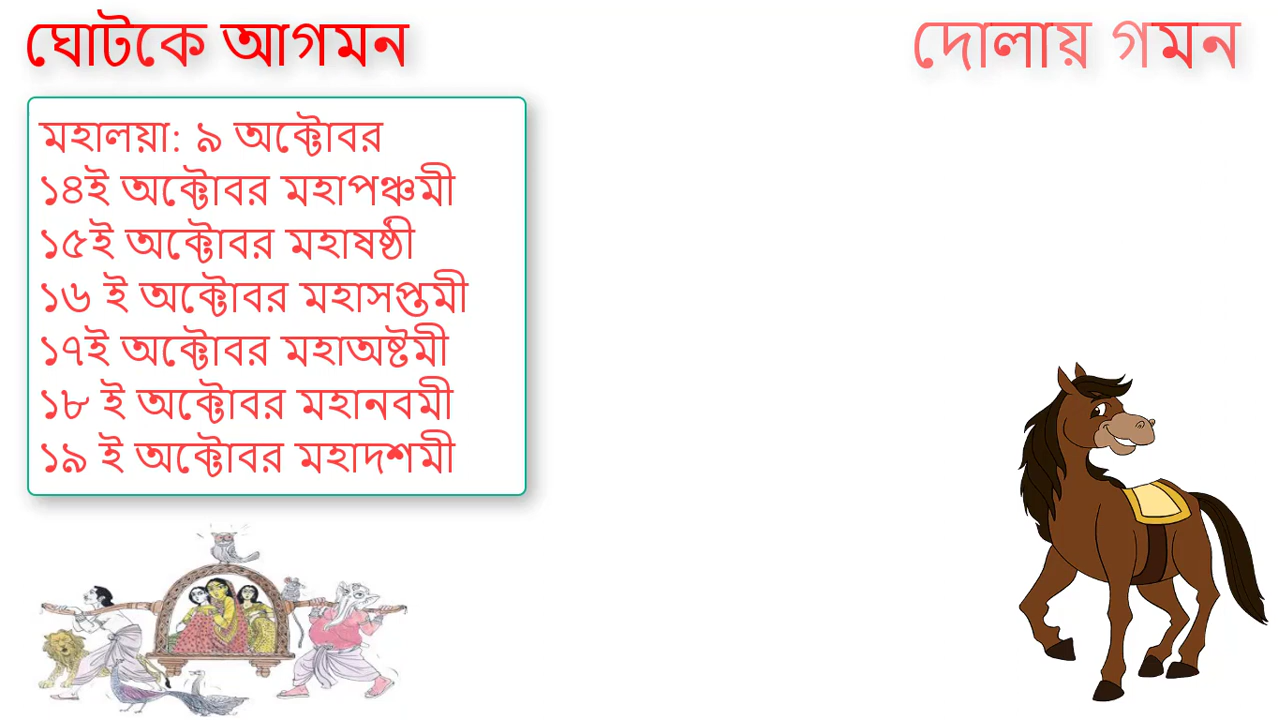 ঘোটকে আগমন
দোলায় গমন
মহালয়া: ৯ অক্টোবর
১৪ই অক্টোবর মহাপঞ্চমী
১৫ই অক্টোবর মহাষষ্ঠী
১৬ ই অক্টোবর মহাসপ্তমী
১৭ই অক্টোবর মহাঅষ্টমী
১৮ ই অক্টোবর মহানবমী
১৯ ই অক্টোবর মহাদশমী